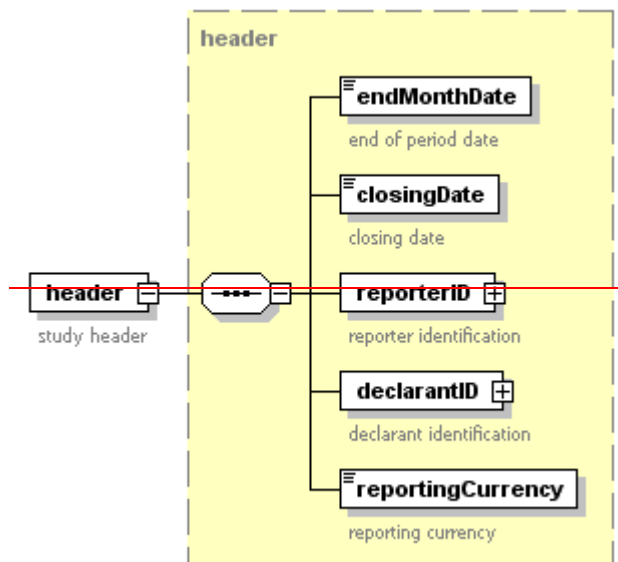 header
endMonthDate
end of period date
closingDate
closing date
header
study header
reporterID
reporter identification
declarantID
declarant identification
reportingCurrency
reporting currency